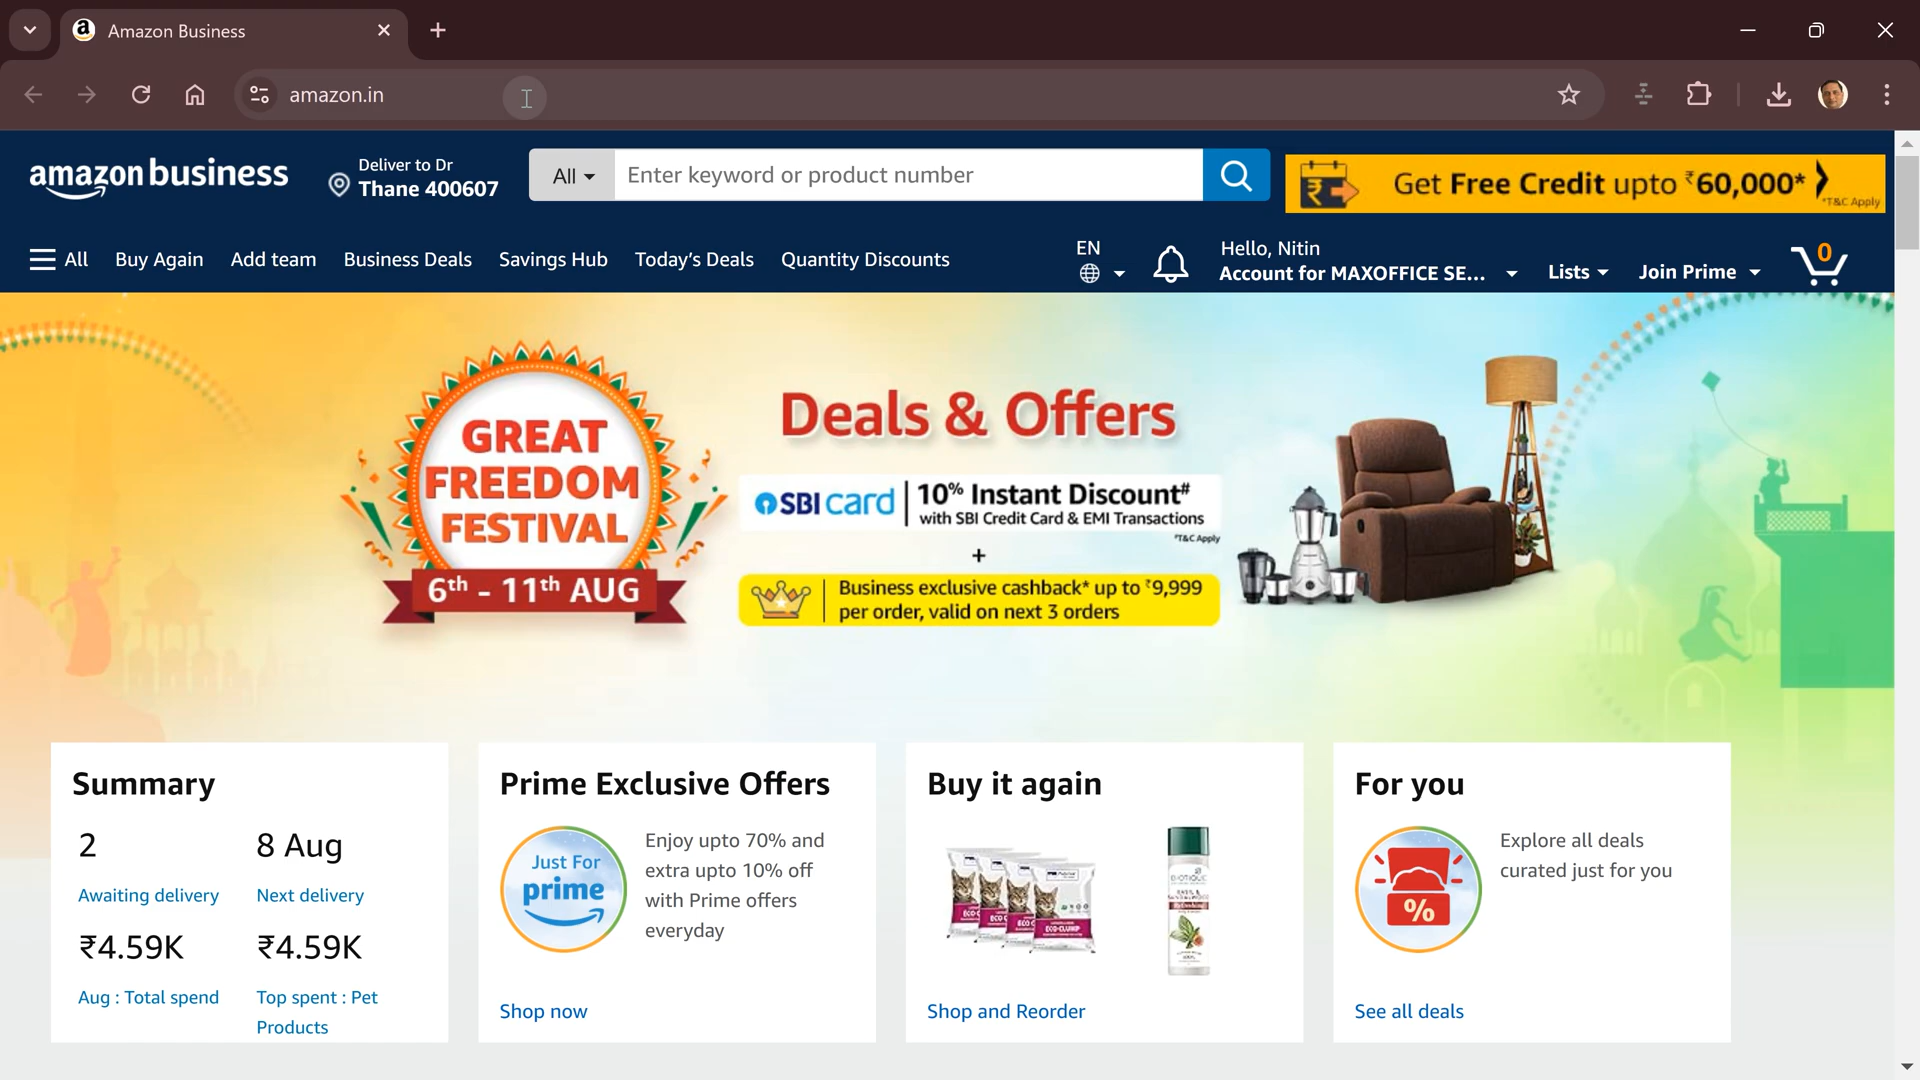 Amazon Business
amazon.in
amazon business
Deliver to Dr
Thane 400607
All
Enter keyword or product number
Get Free Credit upto ₹60,000*
*T&C Apply
All
Buy Again
Add team
Business Deals
Savings Hub
Today's Deals
Quantity Discounts
EN
Hello, Nitin
Account for MAXOFFICE SE...
Lists
Join Prime
0
GREAT
FREEDOM
FESTIVAL
6th - 11th AUG
Deals & Offers
SBI card
10% Instant Discount#
with SBI Credit Card & EMI Transactions
#T&C Apply
+
Business exclusive cashback* up to ₹9,999
per order, valid on next 3 orders
Summary
2
8 Aug
Awaiting delivery
Next delivery
₹4.59K
₹4.59K
Aug : Total spend
Top spent : Pet
Products
Prime Exclusive Offers
Just For
prime
Enjoy upto 70% and
extra upto 10% off
with Prime offers
everyday
Shop now
Buy it again
ECO-CLUMP
BIOTIQUE
Shop and Reorder
For you
%
Explore all deals
curated just for you
See all deals